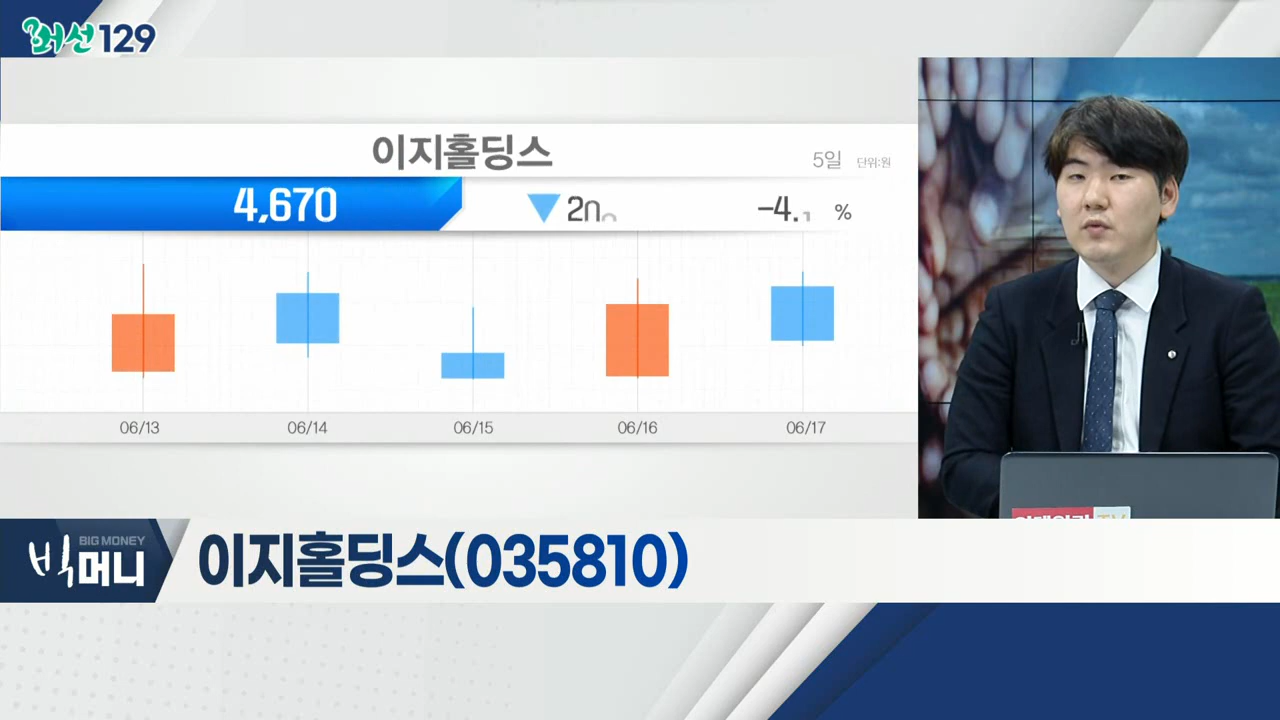 최선129
이지홀딩스
5일 단위:원
4,670
▼
%
06/13 06/14 06/15 06/16 06/17
BIG MONEY
빅머니
이지홀딩스(035810)